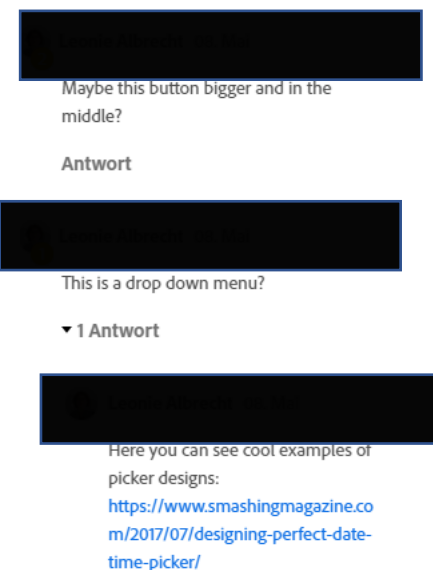 Maybe this button bigger and in the
middle?
Antwort
This is a drop down menu?
1 Antwort
Here you can see cool examples of
picker designs:
https://www.smashingmagazine.co
m/2017/07/designing-perfect-date-
time-picker/